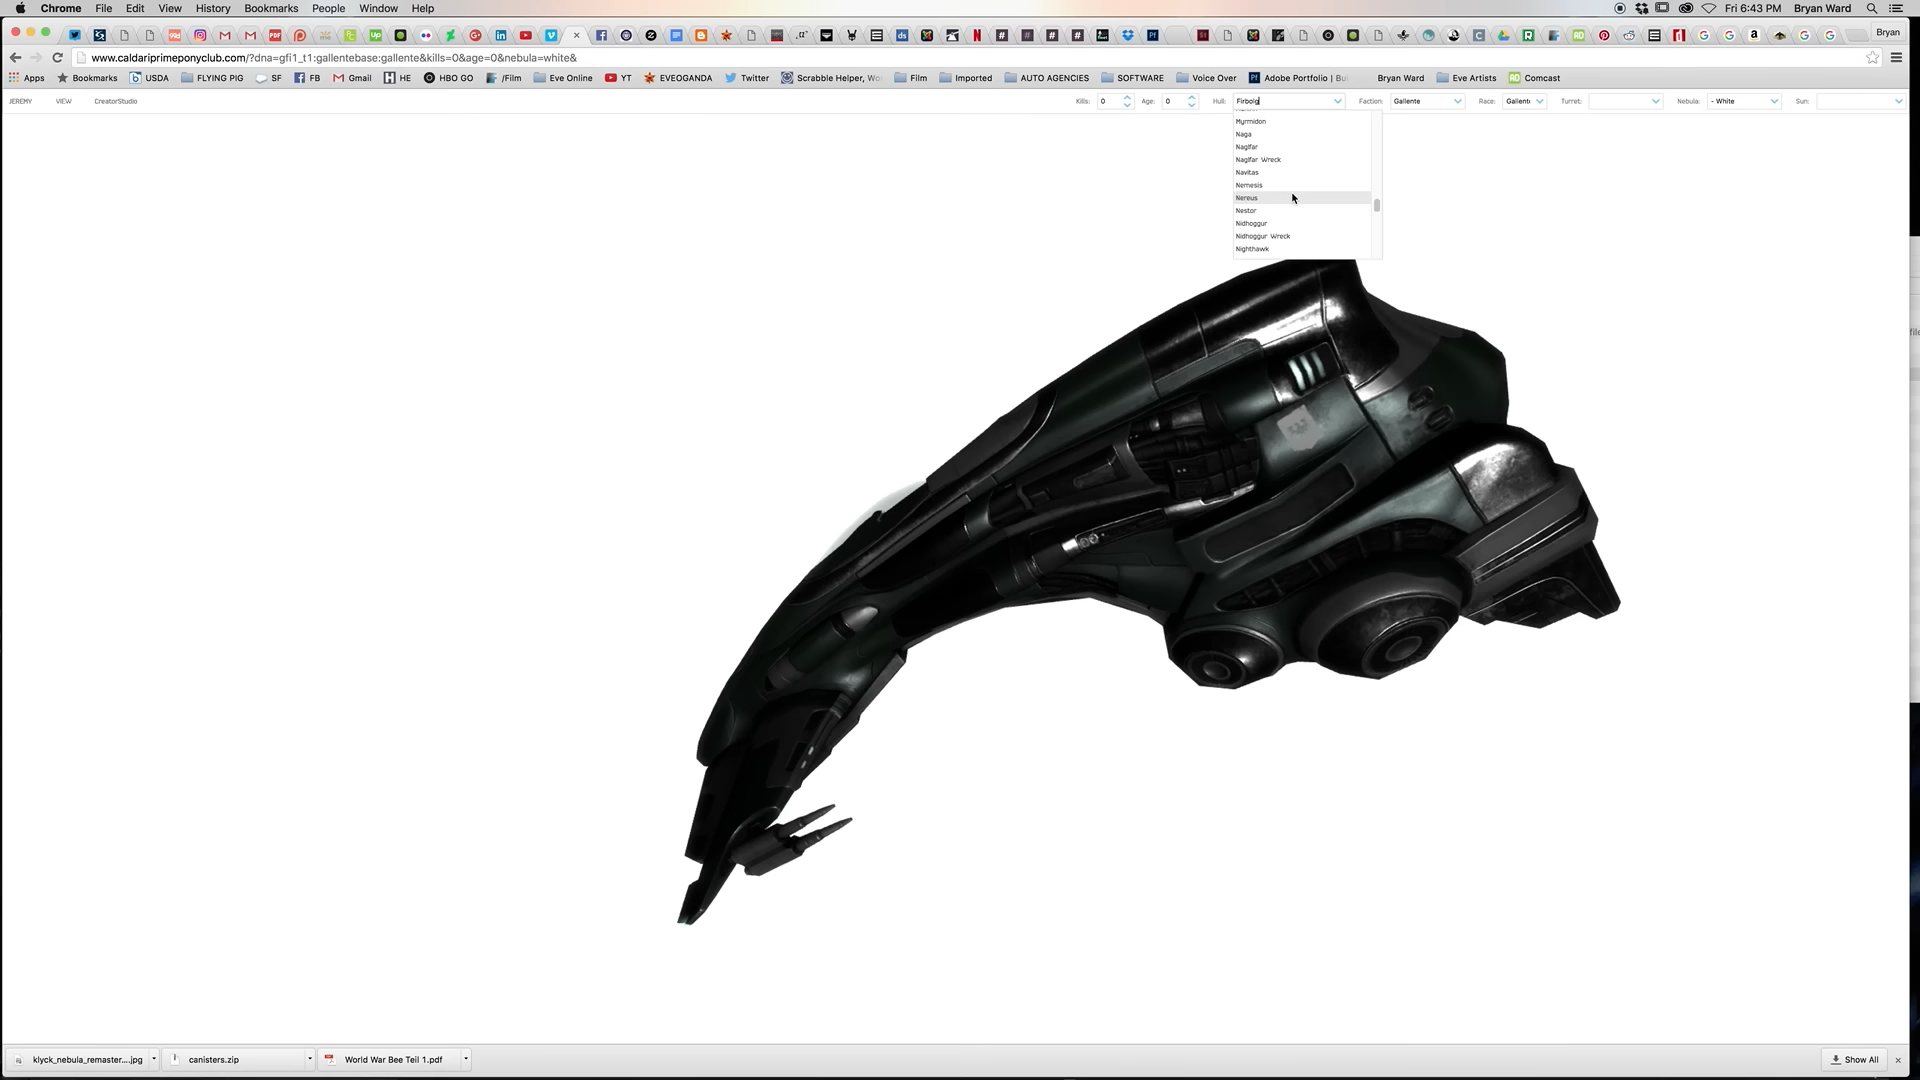 Chrome File Edit View History Bookmarks People Window Help Fri 6:43 PM Bryan Ward
Bryan
www.caldariprimeponyclub.com/?dna=gfi1_t1:gallentebase:gallente&kills=0&age=0&nebula=white&
Apps Bookmarks USDA FLYING PIG SF FB Gmail HE HBO GO /Film Eve Online YT EVEOGANDA Twitter Scrabble Helper, Wo Film Imported AUTO AGENCIES SOFTWARE Voice Over Adobe Portfolio | Bu Bryan Ward Eve Artists Comcast
JEREMY VIEW CreatorStudio Kills: 0 Age: 0 Hull: Firbolg Faction: Gallente Race: Gallent Turret: Nebula: - White Sun:
Myrmidon
Naga
Naglfar
Naglfar Wreck
Navitas
Nemesis
Nereus
Nestor
Nidhoggur
Nidhoggur Wreck
Nighthawk
klyck_nebula_remaster....jpg canisters.zip World War Bee Teil 1.pdf Show All